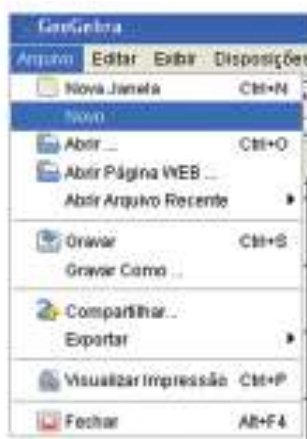 GeoGebra
Arquivo Editar Exibir Disposições
Nova Janela Ctrl+N
Novo
Abrir ... Ctrl+O
Abrir Página WEB ...
Abrir Arquivo Recente
Gravar Ctrl+S
Gravar Como ...
Compartilhar...
Exportar
Visualizar Impressão Ctrl+P
Fechar Alt+F4